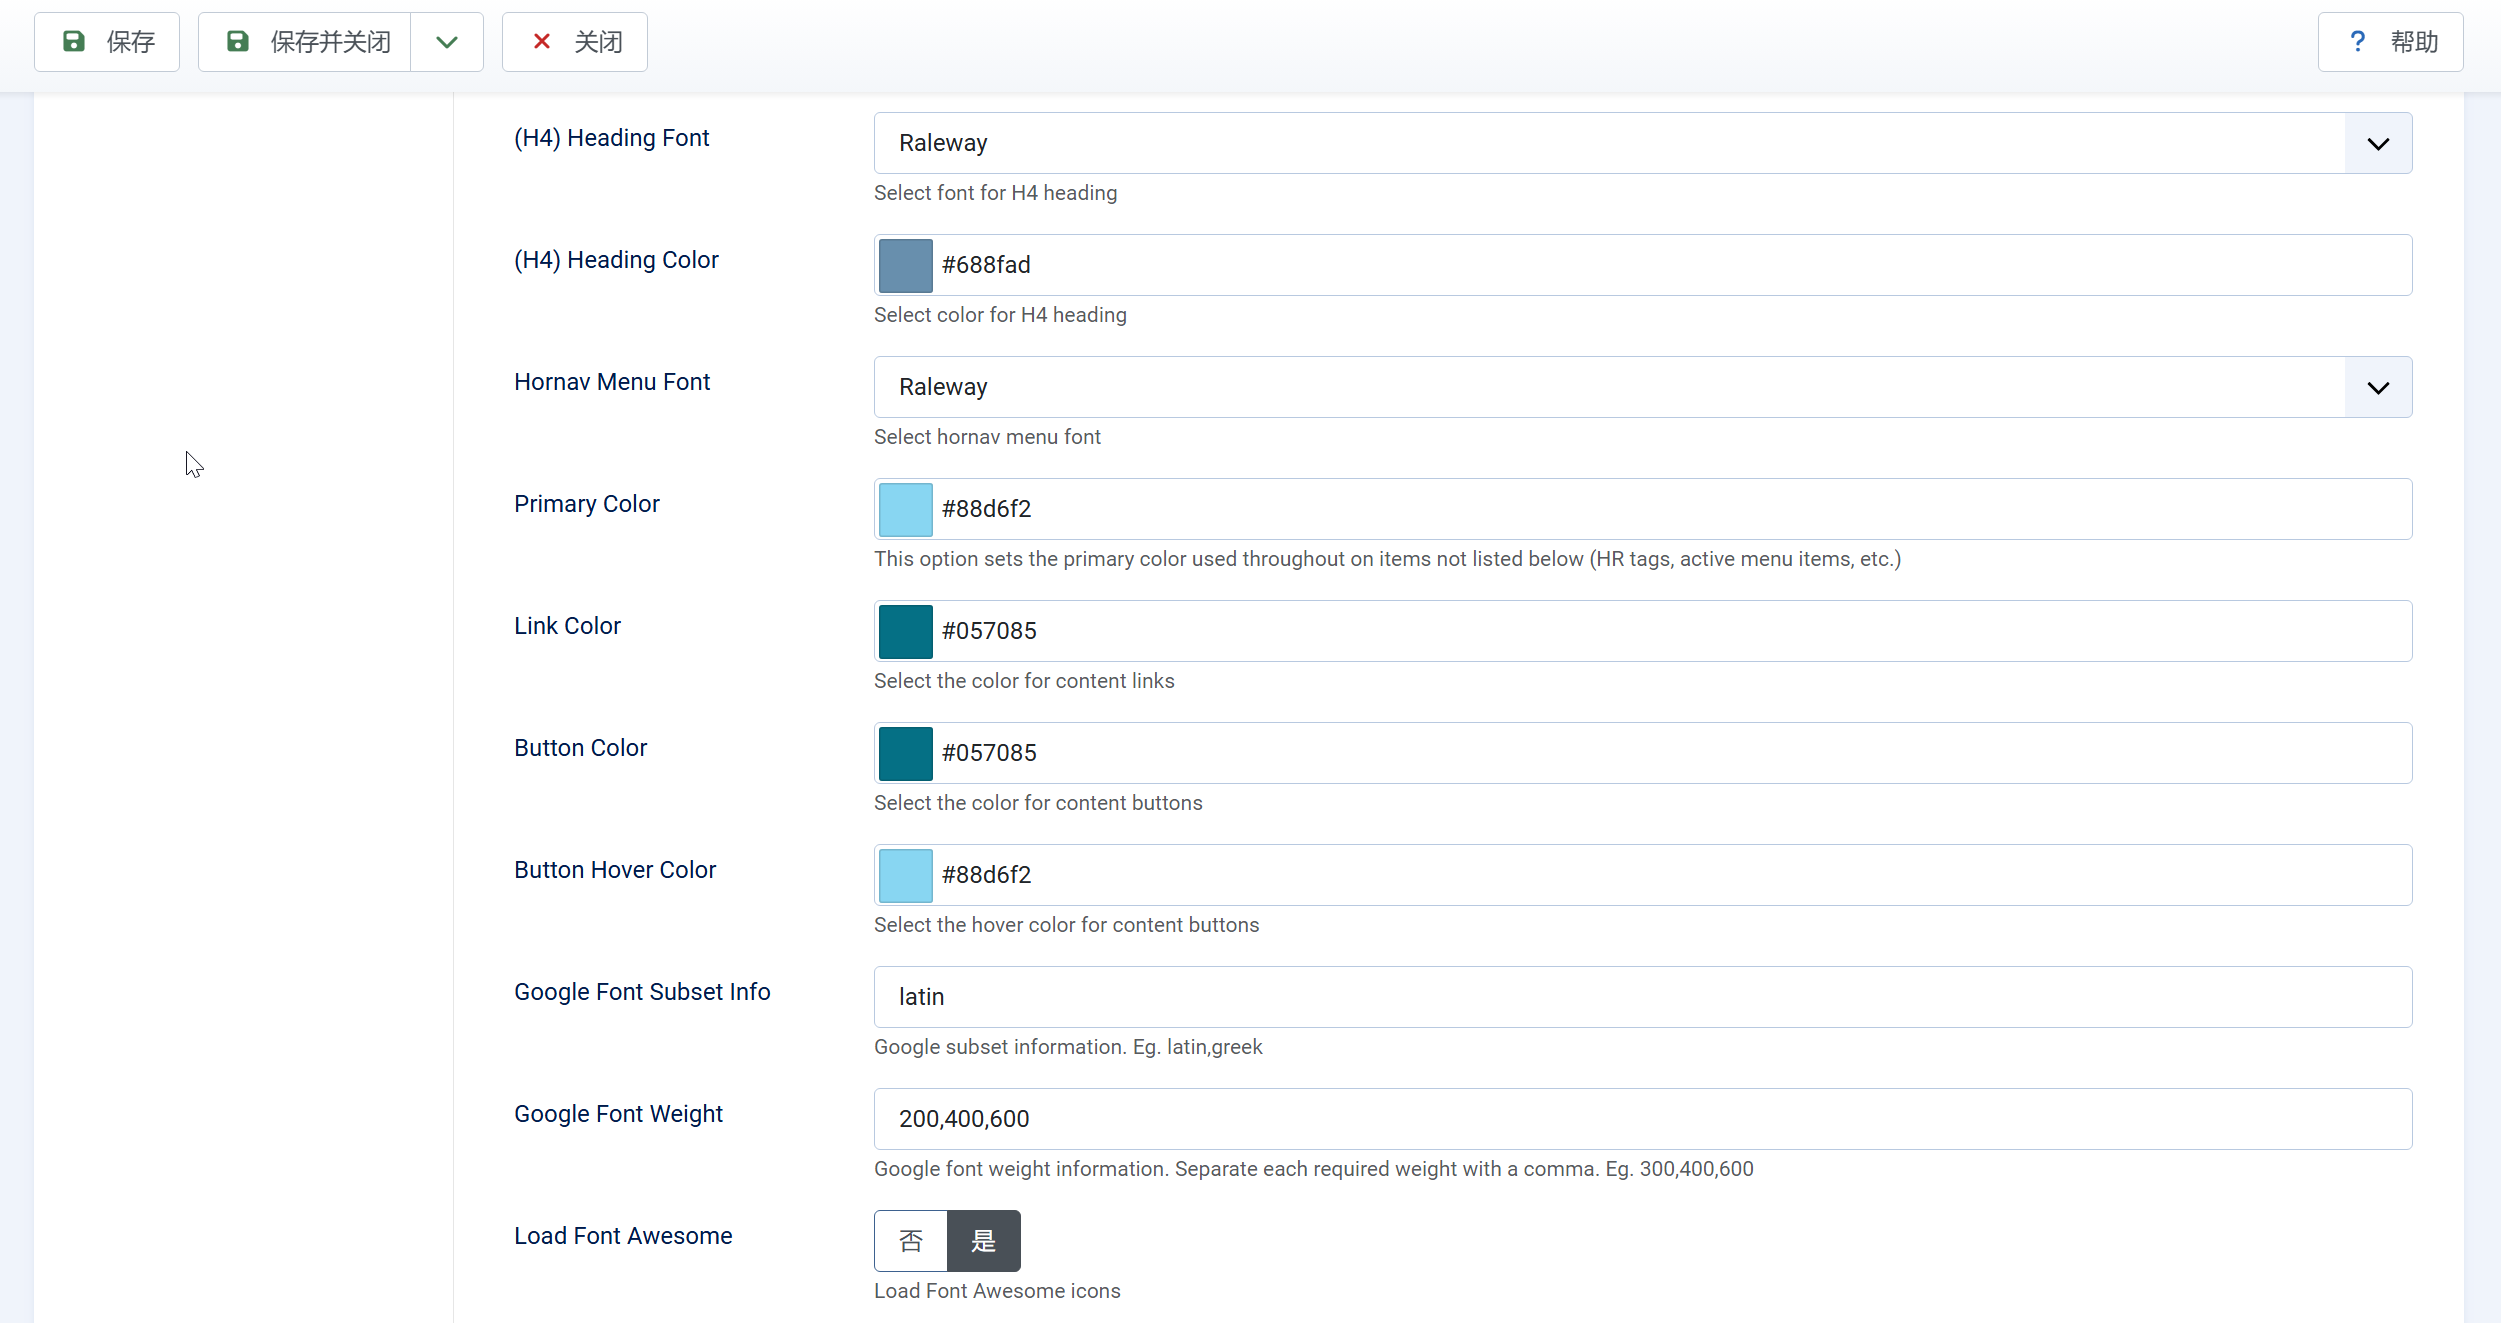 保存
保存并关闭
关闭
帮助
(H4) Heading Font
Raleway
Select font for H4 heading
(H4) Heading Color
#688fad
Select color for H4 heading
Hornav Menu Font
Raleway
Select hornav menu font
Primary Color
#88d6f2
This option sets the primary color used throughout on items not listed below (HR tags, active menu items, etc.)
Link Color
#057085
Select the color for content links
Button Color
#057085
Select the color for content buttons
Button Hover Color
#88d6f2
Select the hover color for content buttons
Google Font Subset Info
latin
Google subset information. Eg. latin,greek
Google Font Weight
200,400,600
Google font weight information. Separate each required weight with a comma. Eg. 300,400,600
Load Font Awesome
否 是
Load Font Awesome icons